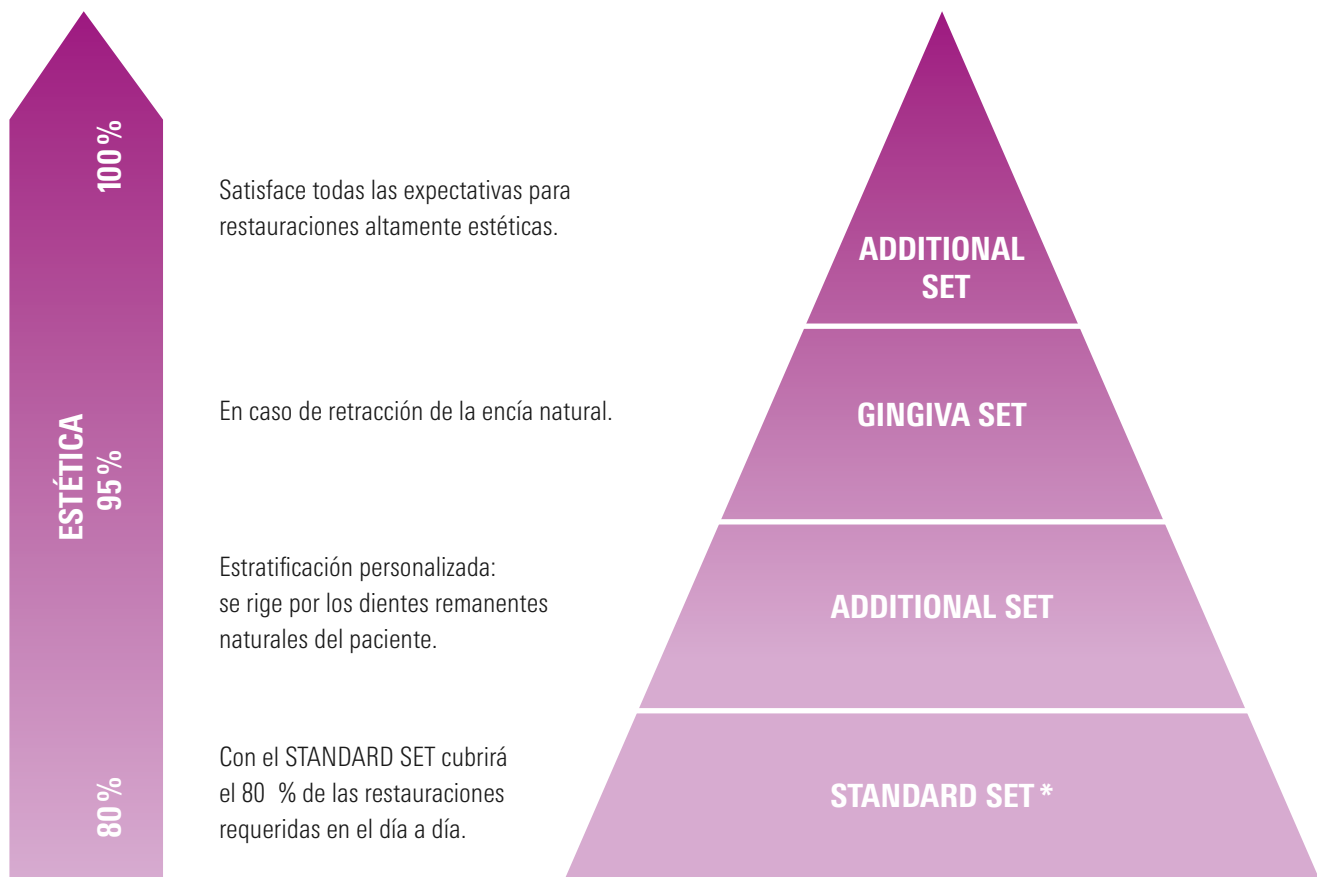 100 %
Satisface todas las expectativas para
restauraciones altamente estéticas.
ADDITIONAL
SET
En caso de retracción de la encía natural.
GINGIVA SET
ESTÉTICA
95 %
Estratificación personalizada:
se rige por los dientes remanentes
naturales del paciente.
ADDITIONAL SET
80 %
Con el STANDARD SET cubrirá
el 80 % de las restauraciones
requeridas en el día a día.
STANDARD SET *